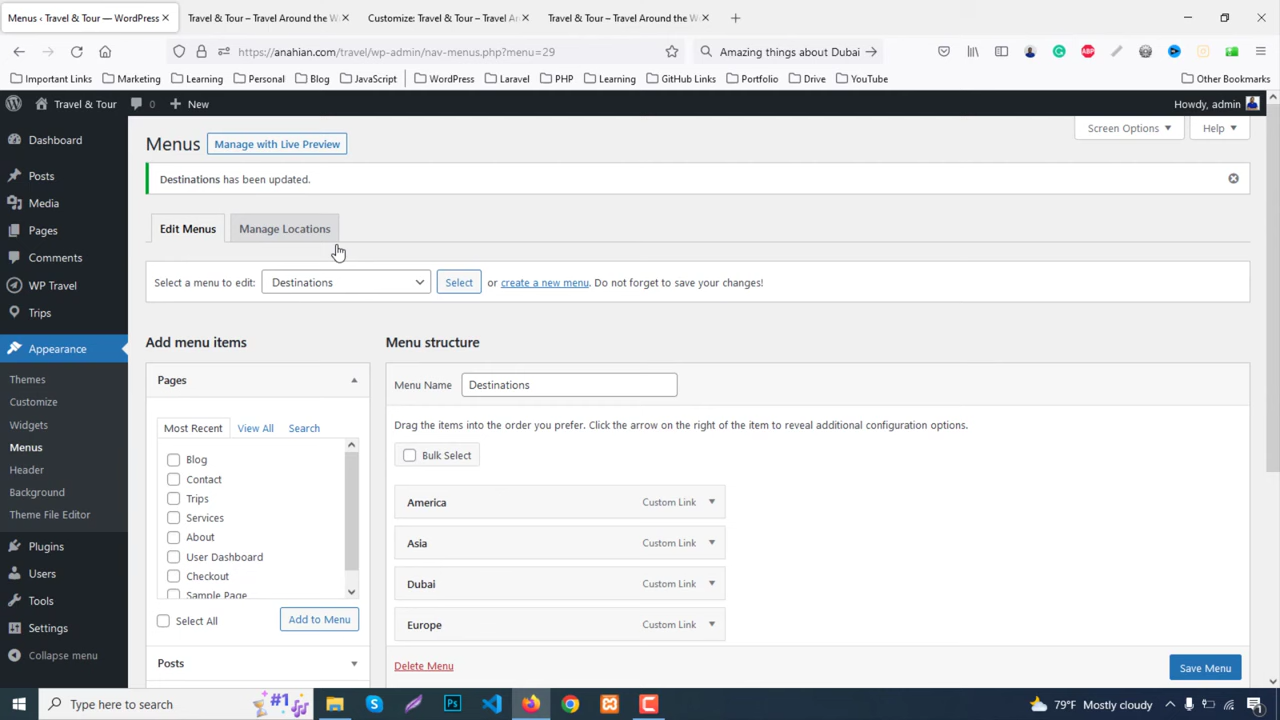 Menus ‹ Travel & Tour — WordPress
Travel & Tour – Travel Around the W
Customize: Travel & Tour – Travel Ar
Travel & Tour – Travel Around the W
https://anahian.com/travel/wp-admin/nav-menus.php?menu=29
Amazing things about Dubai
Important Links
Marketing
Learning
Personal
Blog
JavaScript
WordPress
Laravel
PHP
Learning
GitHub Links
Portfolio
Drive
YouTube
Other Bookmarks
Travel & Tour
0
New
Howdy, admin
Dashboard
Posts
Media
Pages
Comments
WP Travel
Trips
Appearance
Themes
Customize
Widgets
Menus
Header
Background
Theme File Editor
Plugins
Users
Tools
Settings
Collapse menu
Screen Options
Help
Menus
Manage with Live Preview
Destinations has been updated.
Edit Menus
Manage Locations
Select a menu to edit:
Destinations
Select
or create a new menu. Do not forget to save your changes!
Add menu items
Pages
Most Recent
View All
Search
Blog
Contact
Trips
Services
About
User Dashboard
Checkout
Sample Page
Select All
Add to Menu
Posts
Menu structure
Menu Name
Destinations
Drag the items into the order you prefer. Click the arrow on the right of the item to reveal additional configuration options.
Bulk Select
America
Custom Link
Asia
Custom Link
Dubai
Custom Link
Europe
Custom Link
Delete Menu
Save Menu
Type here to search
#1
79°F Mostly cloudy